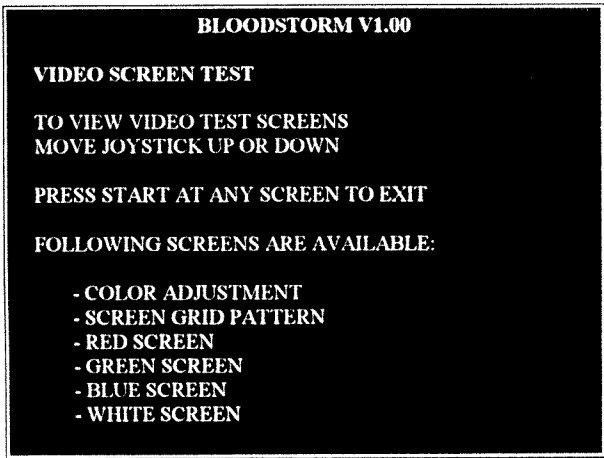 BLOODSTORM V1.00
VIDEO SCREEN TEST
TO VIEW VIDEO TEST SCREENS
MOVE JOYSTICK UP OR DOWN
PRESS START AT ANY SCREEN TO EXIT
FOLLOWING SCREENS ARE AVAILABLE:
- COLOR ADJUSTMENT
- SCREEN GRID PATTERN
- RED SCREEN
- GREEN SCREEN
- BLUE SCREEN
- WHITE SCREEN